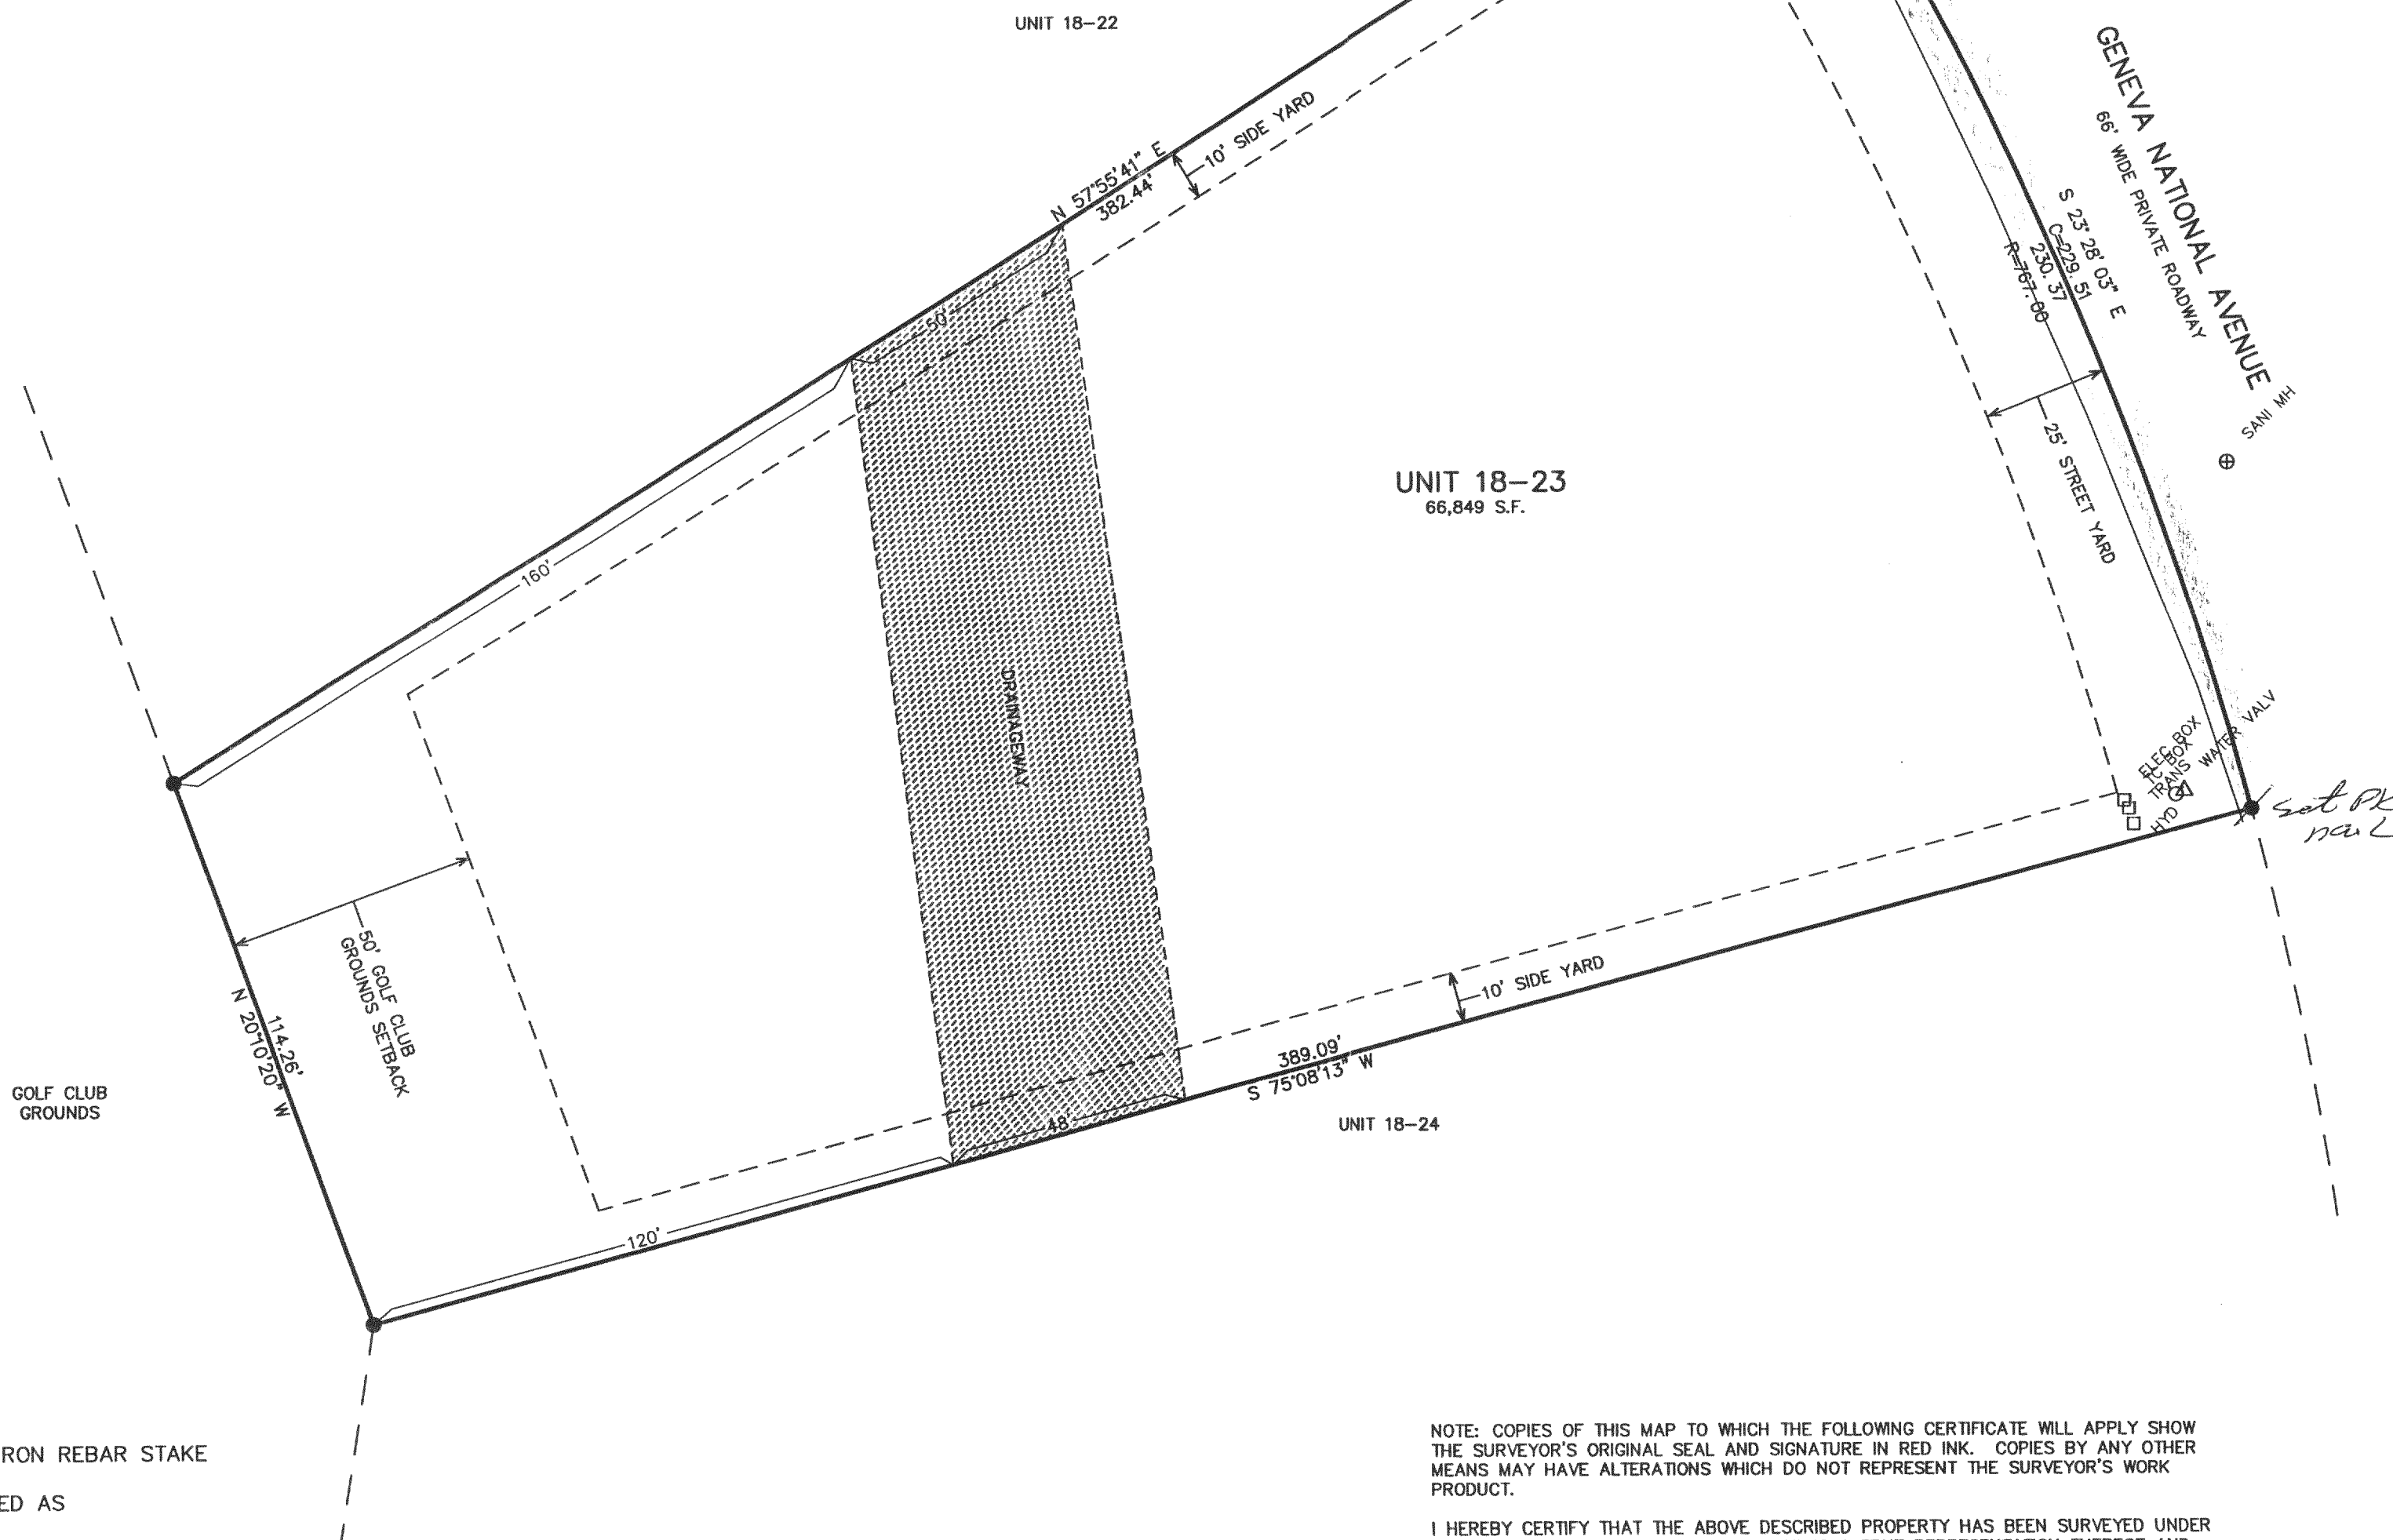 UNIT 18-22
GENEVA NATIONAL AVENUE
66' WIDE PRIVATE ROADWAY
N 57°55'41" E
382.44'
10' SIDE YARD
S 23°28'03" E
C=229.51
230.37
R=767.00
50'
SANI MH
25' STREET YARD
UNIT 18-23
66,849 S.F.
160'
DRAINAGEWAY
ELEC BOX
TC BOX
TRANS
WATER VALV
HYD
set PK
nail
50' GOLF CLUB
GROUNDS SETBACK
10' SIDE YARD
114.26'
N 20°10'20" W
389.09'
S 75°08'13" W
GOLF CLUB
GROUNDS
48'
UNIT 18-24
120'
RON REBAR STAKE
ED AS
NOTE: COPIES OF THIS MAP TO WHICH THE FOLLOWING CERTIFICATE WILL APPLY SHOW
THE SURVEYOR'S ORIGINAL SEAL AND SIGNATURE IN RED INK. COPIES BY ANY OTHER
MEANS MAY HAVE ALTERATIONS WHICH DO NOT REPRESENT THE SURVEYOR'S WORK
PRODUCT.
I HEREBY CERTIFY THAT THE ABOVE DESCRIBED PROPERTY HAS BEEN SURVEYED UNDER